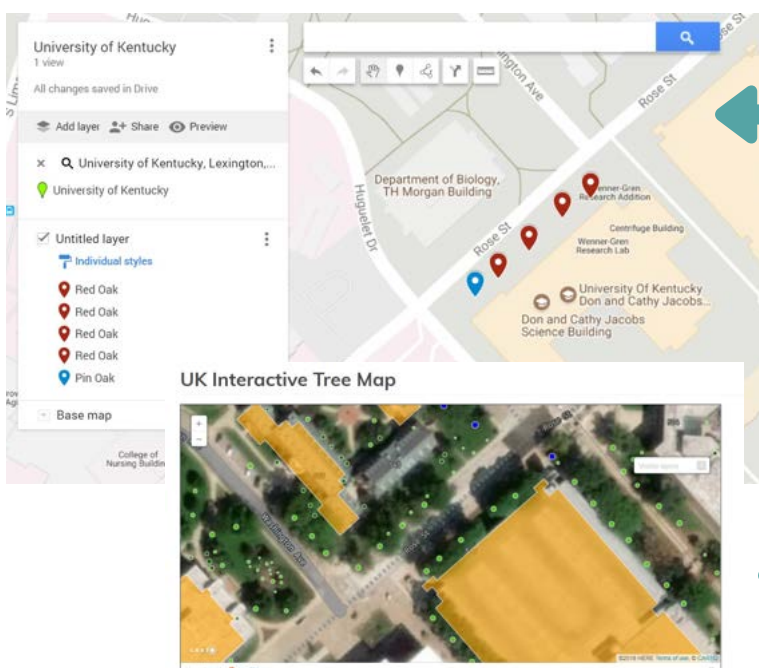 University of Kentucky
1 view
All changes saved in Drive
Add layer
Share
Preview
University of Kentucky, Lexington,...
University of Kentucky
Untitled layer
Individual styles
Red Oak
Red Oak
Red Oak
Red Oak
Pin Oak
Base map
College of
Nursing Buildin
Rose St
Department of Biology,
TH Morgan Building
Huguelet Dr
Rose St
Wenner-Gren
Research Addition
Centrifuge Building
Wenner-Gren
Research Lab
University Of Kentucky
Don and Cathy Jacobs...
Don and Cathy Jacobs
Science Building
UK Interactive Tree Map
Washington Ave
Rose St